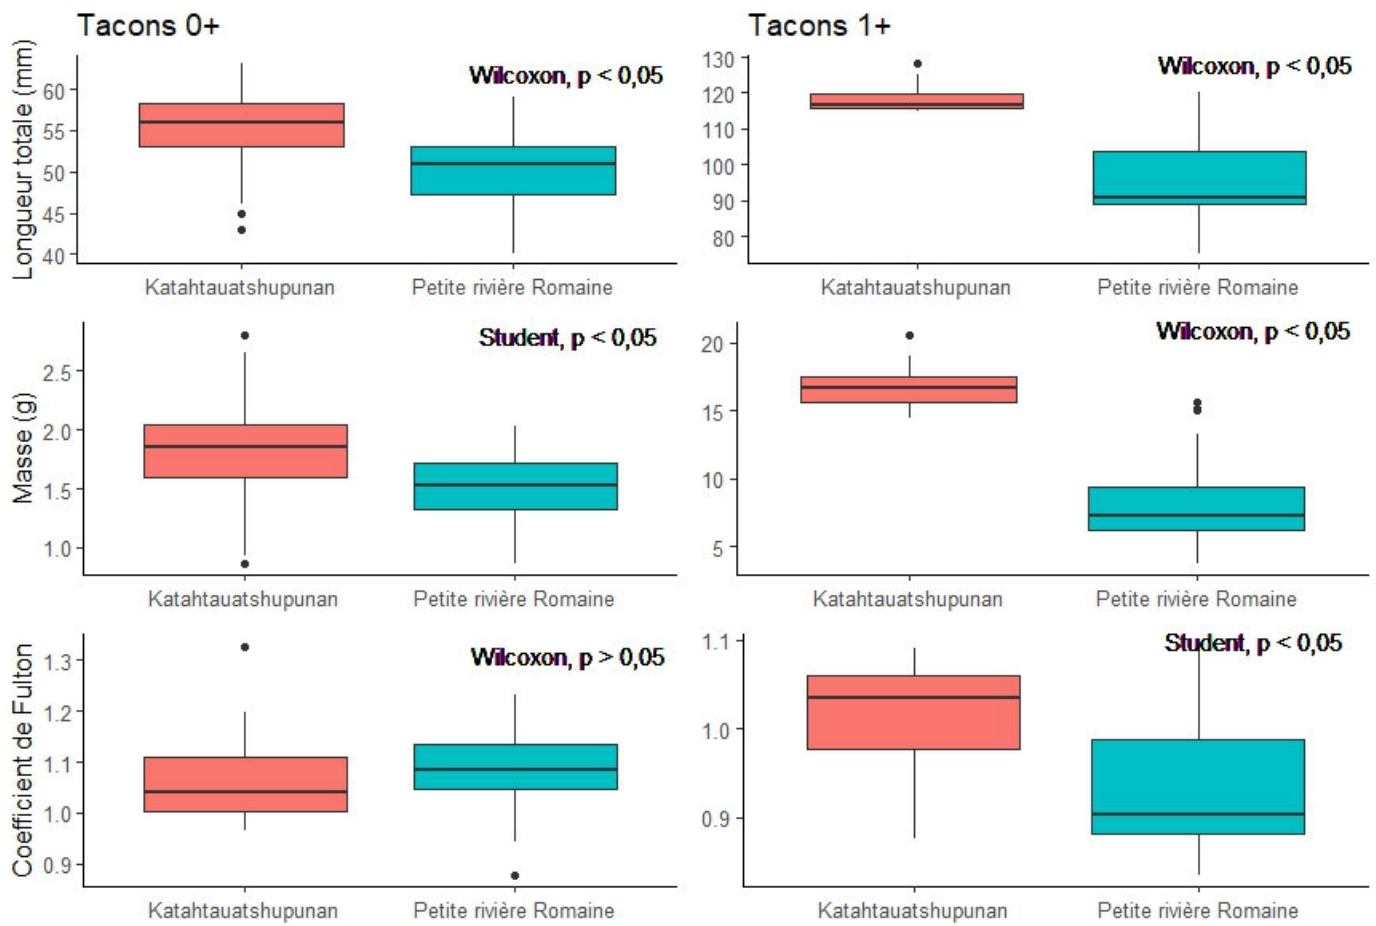 Tacons 0+
Tacons 1+
Longueur totale (mm)
60
55
50
45
40
Wilcoxon, p < 0,05
Katahtauatshupunan
Petite rivière Romaine
130
120
110
100
90
80
Wilcoxon, p < 0,05
Katahtauatshupunan
Petite rivière Romaine
Masse (g)
2.5
2.0
1.5
1.0
Student, p < 0,05
Katahtauatshupunan
Petite rivière Romaine
20
15
10
5
Wilcoxon, p < 0,05
Katahtauatshupunan
Petite rivière Romaine
Coefficient de Fulton
1.3
1.2
1.1
1.0
0.9
Wilcoxon, p > 0,05
Katahtauatshupunan
Petite rivière Romaine
1.1
1.0
0.9
Student, p < 0,05
Katahtauatshupunan
Petite rivière Romaine